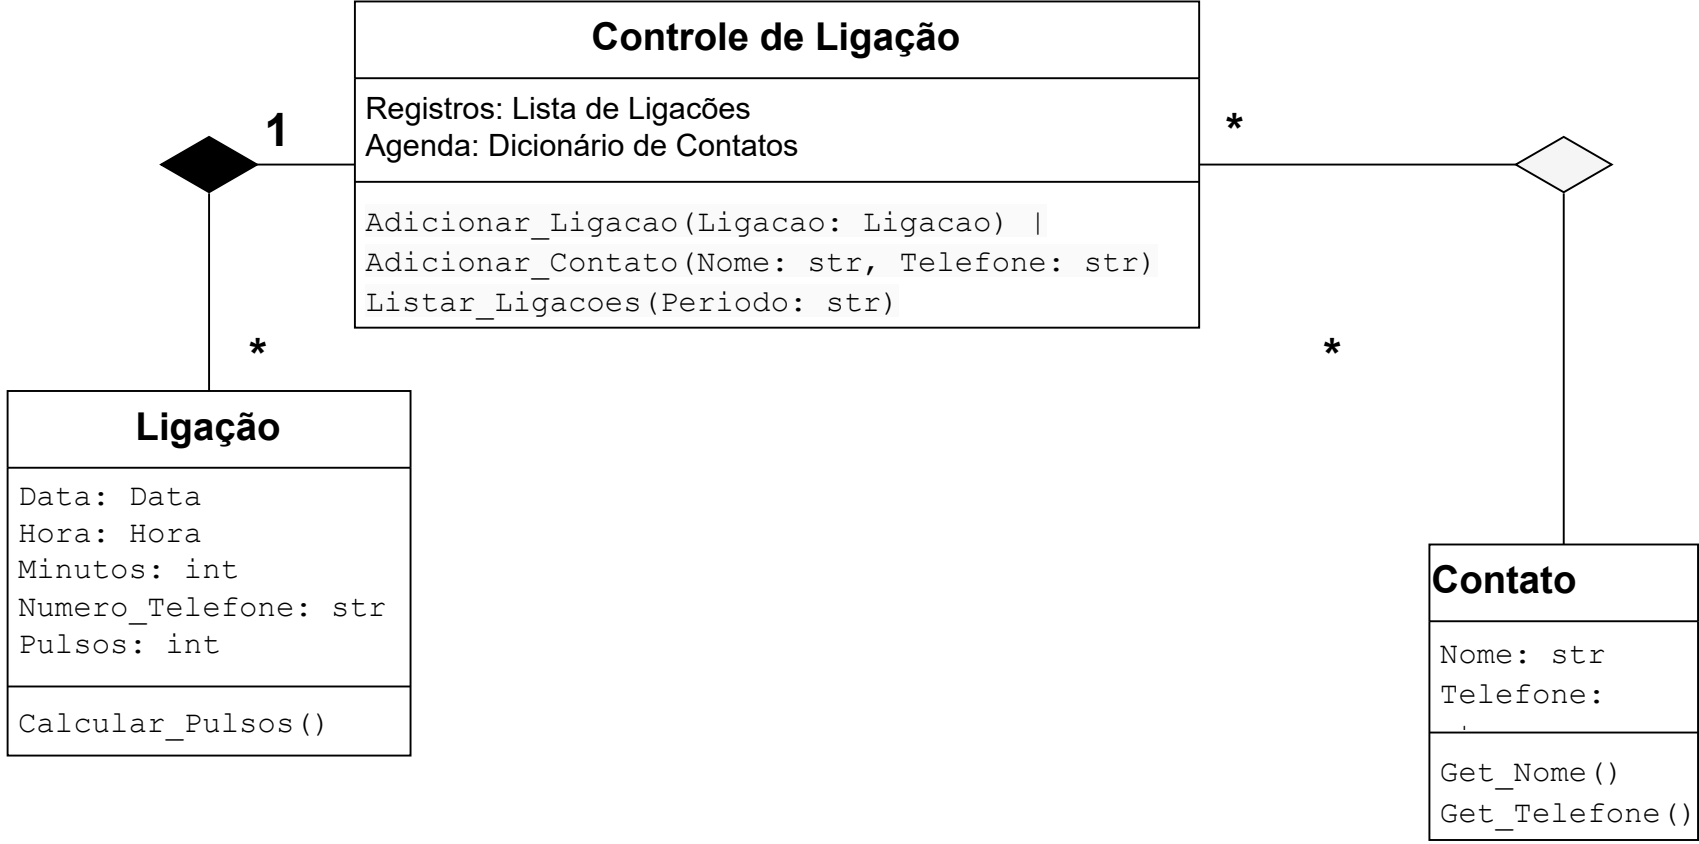 Controle de Ligação
Registros: Lista de Ligacões
Agenda: Dicionário de Contatos
Adicionar_Ligacao(Ligacao: Ligacao) |
Adicionar_Contato(Nome: str, Telefone: str)
Listar_Ligacoes(Periodo: str)
1
*
*
*
Ligação
Data: Data
Hora: Hora
Minutos: int
Numero_Telefone: str
Pulsos: int
Calcular_Pulsos()
Contato
Nome: str
Telefone:
Get_Nome()
Get_Telefone()